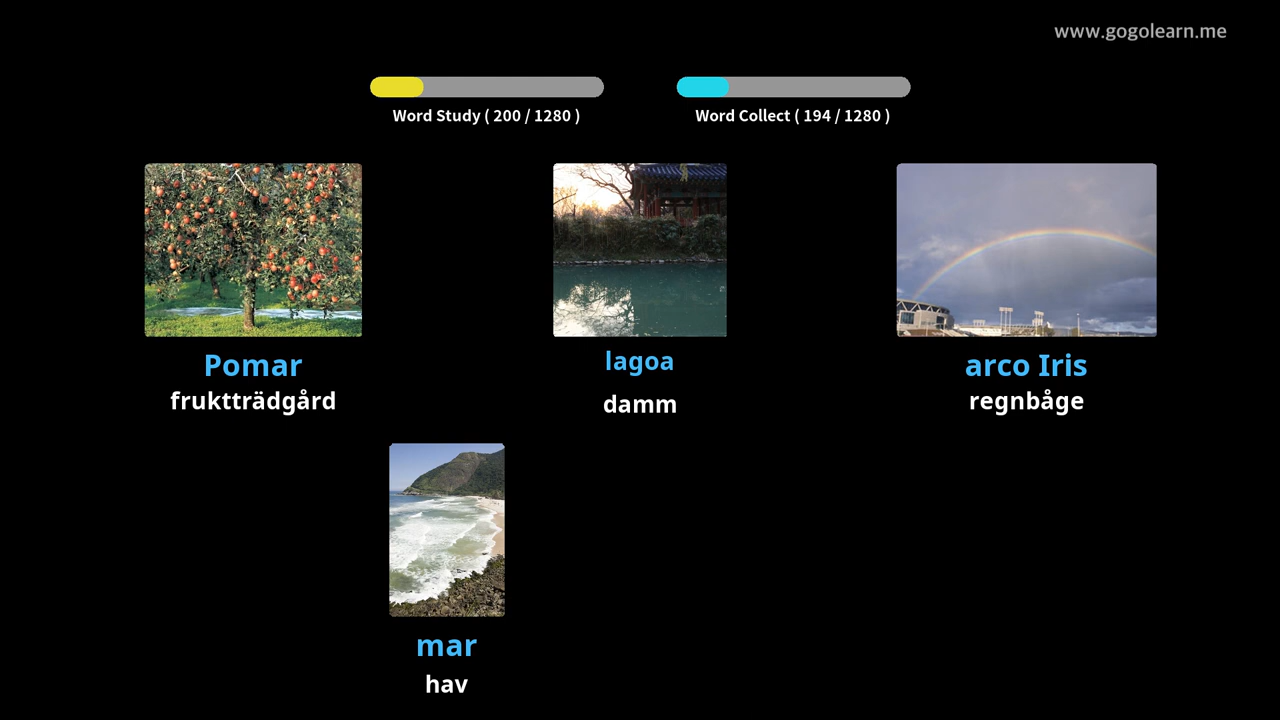 www.gogolearn.me
Word Study ( 200 / 1280 )
Word Collect ( 194 / 1280 )
Pomar
fruktträdgård
lagoa
damm
arco Iris
regnbåge
mar
hav